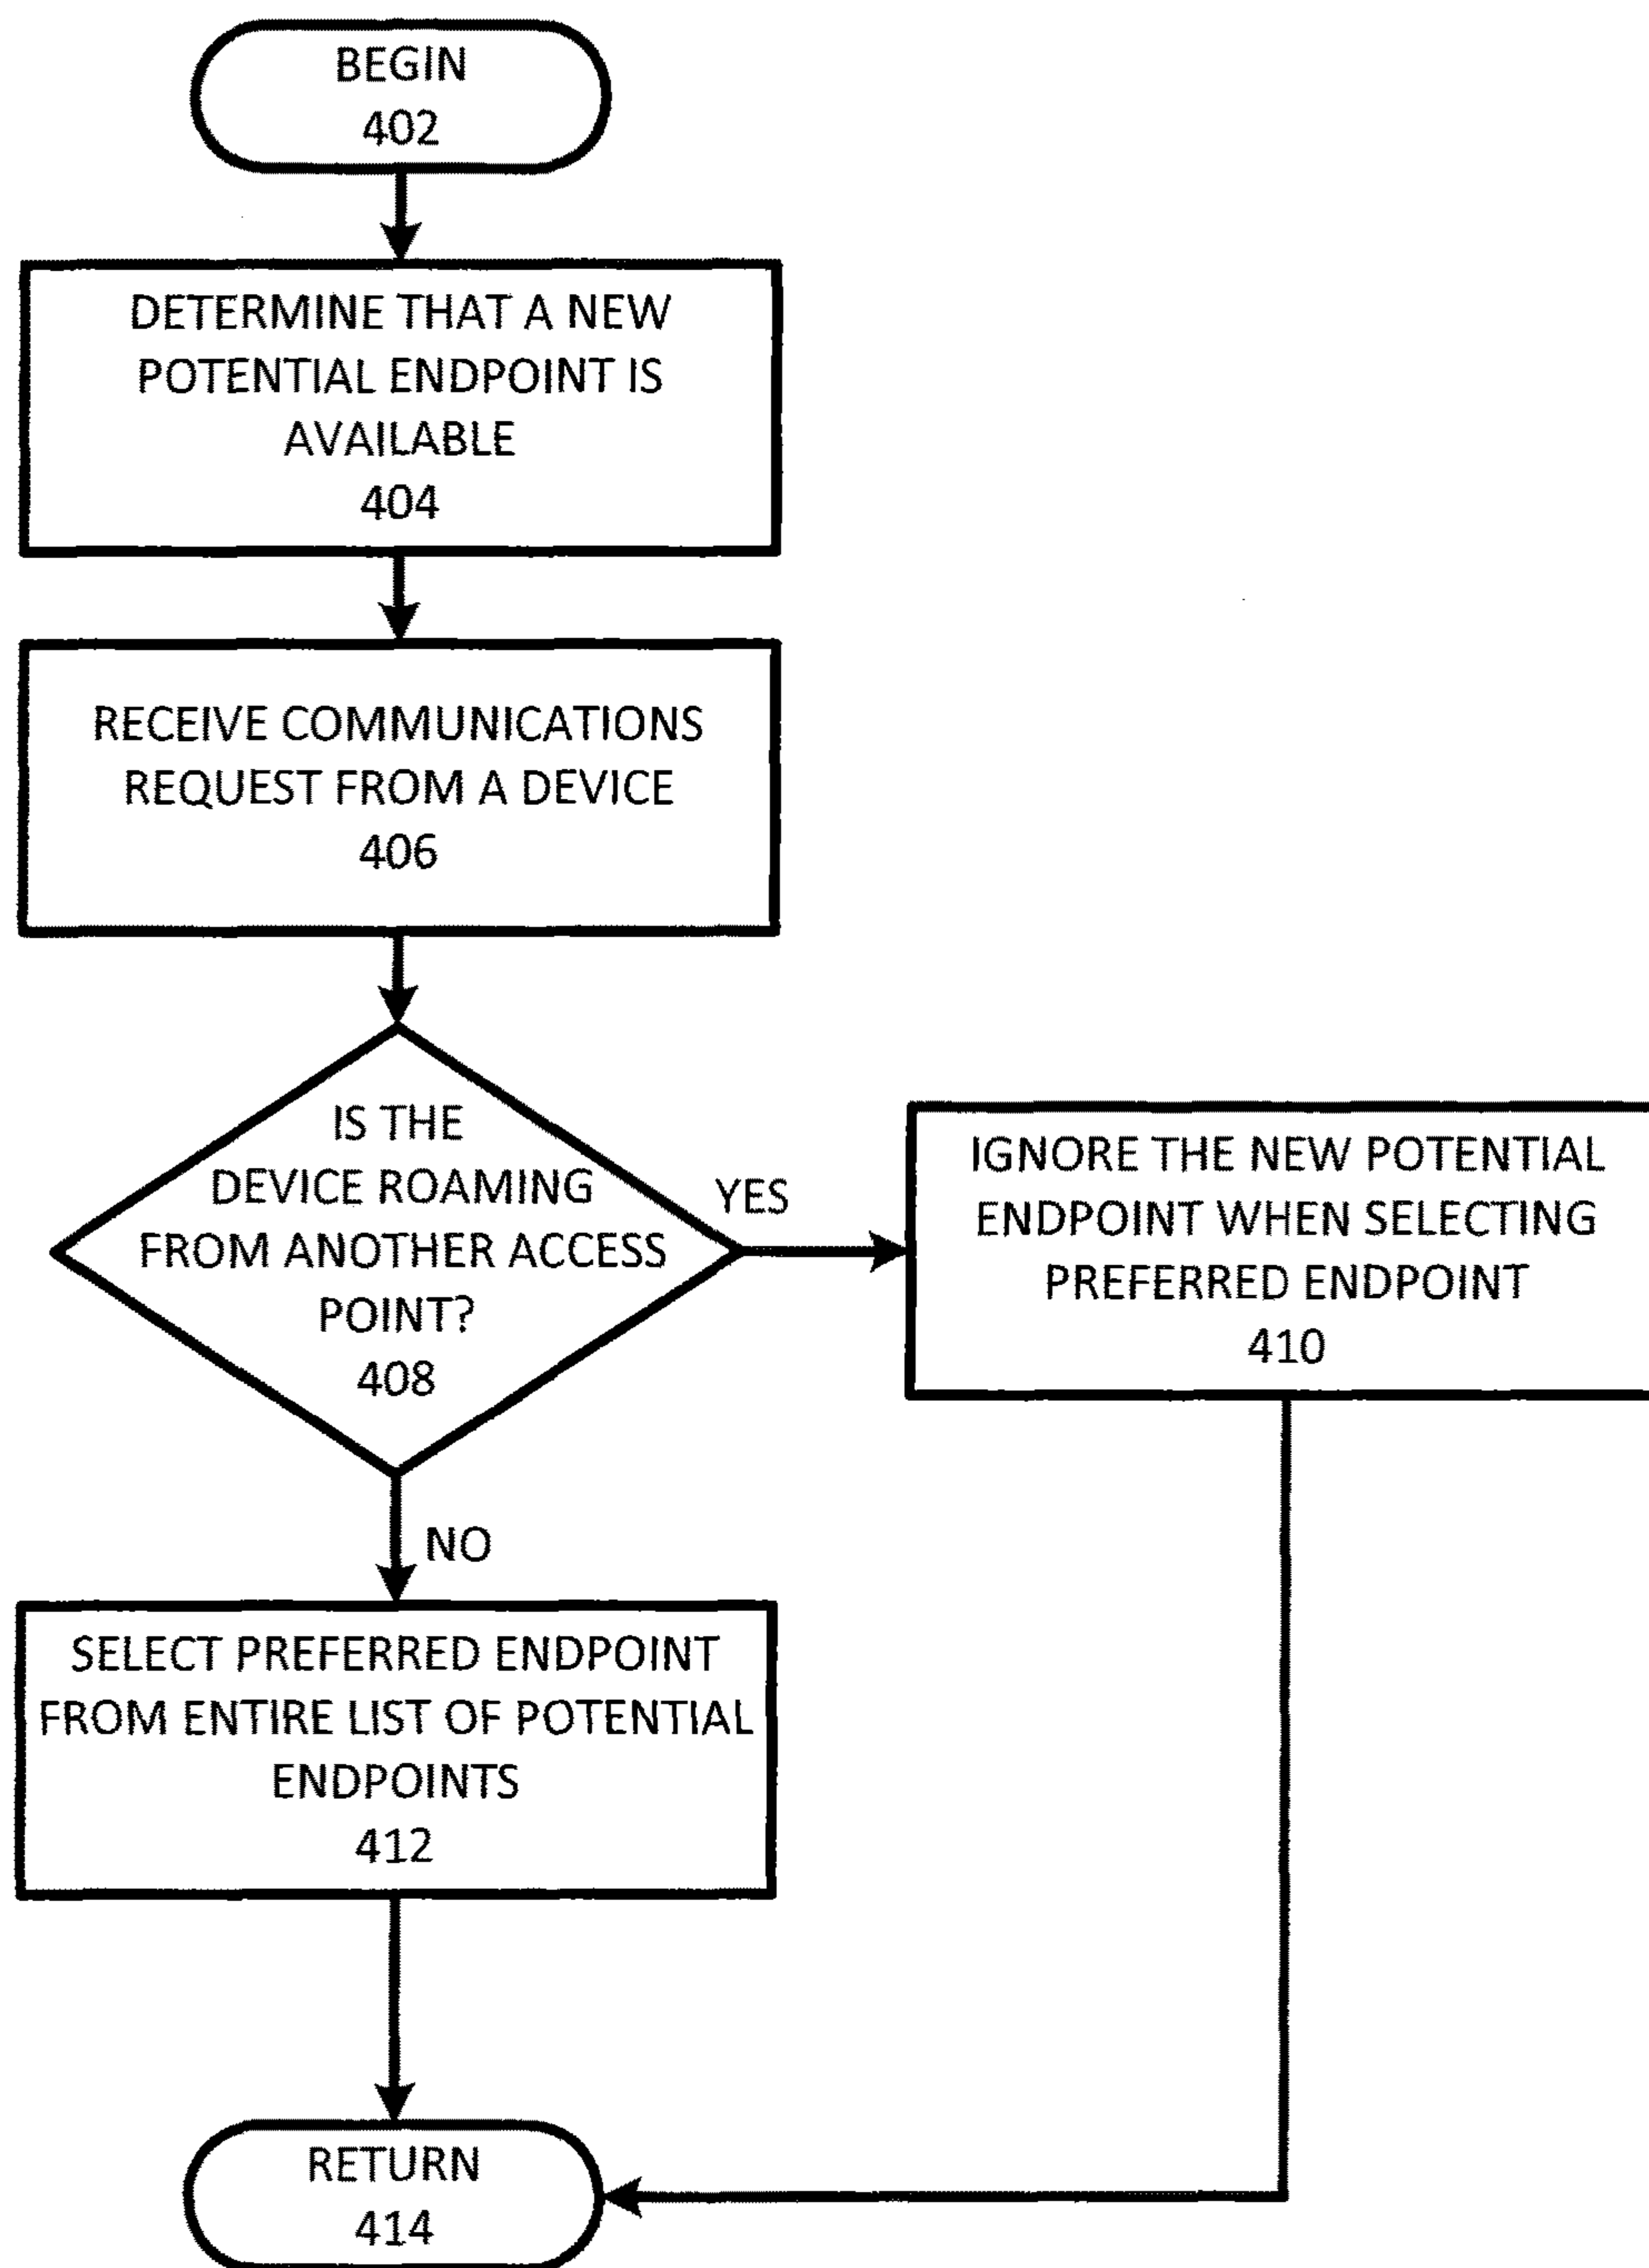 BEGIN
402
DETERMINE THAT A NEW
POTENTIAL ENDPOINT IS
AVAILABLE
404
RECEIVE COMMUNICATIONS
REQUEST FROM A DEVICE
406
IS THE
DEVICE ROAMING
FROM ANOTHER ACCESS
POINT?
408
YES
IGNORE THE NEW POTENTIAL
ENDPOINT WHEN SELECTING
PREFERRED ENDPOINT
410
NO
SELECT PREFERRED ENDPOINT
FROM ENTIRE LIST OF POTENTIAL
ENDPOINTS
412
RETURN
414